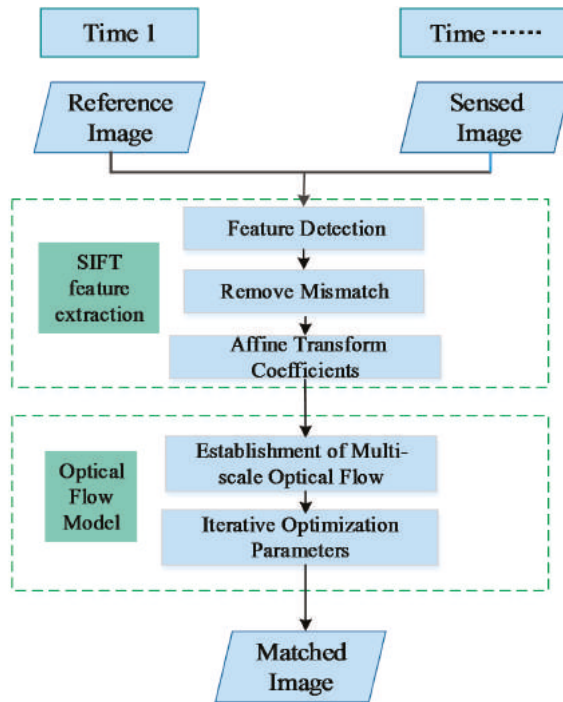 Time 1
Time ······
Reference
Image
Sensed
Image
SIFT
feature
extraction
Feature Detection
Remove Mismatch
Affine Transform
Coefficients
Optical
Flow
Model
Establishment of Multi-
scale Optical Flow
Iterative Optimization
Parameters
Matched
Image